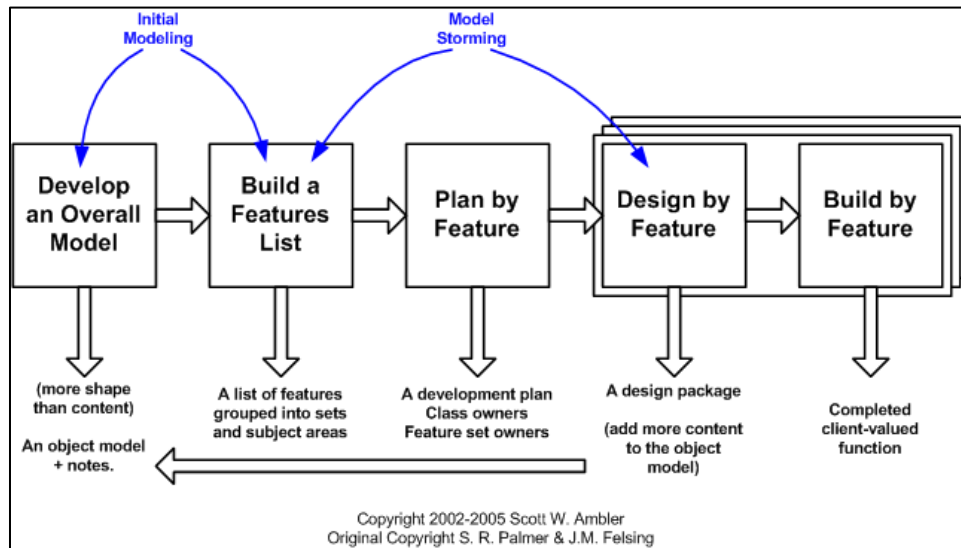 Initial
Modeling
Model
Storming
Develop
an Overall
Model
Build a
Features
List
Plan by
Feature
Design by
Feature
Build by
Feature
(more shape
than content)
An object model
+ notes.
A list of features
grouped into sets
and subject areas
A development plan
Class owners
Feature set owners
A design package
(add more content
to the object
model)
Completed
client-valued
function
Copyright 2002-2005 Scott W. Ambler
Original Copyright S. R. Palmer & J.M. Felsing